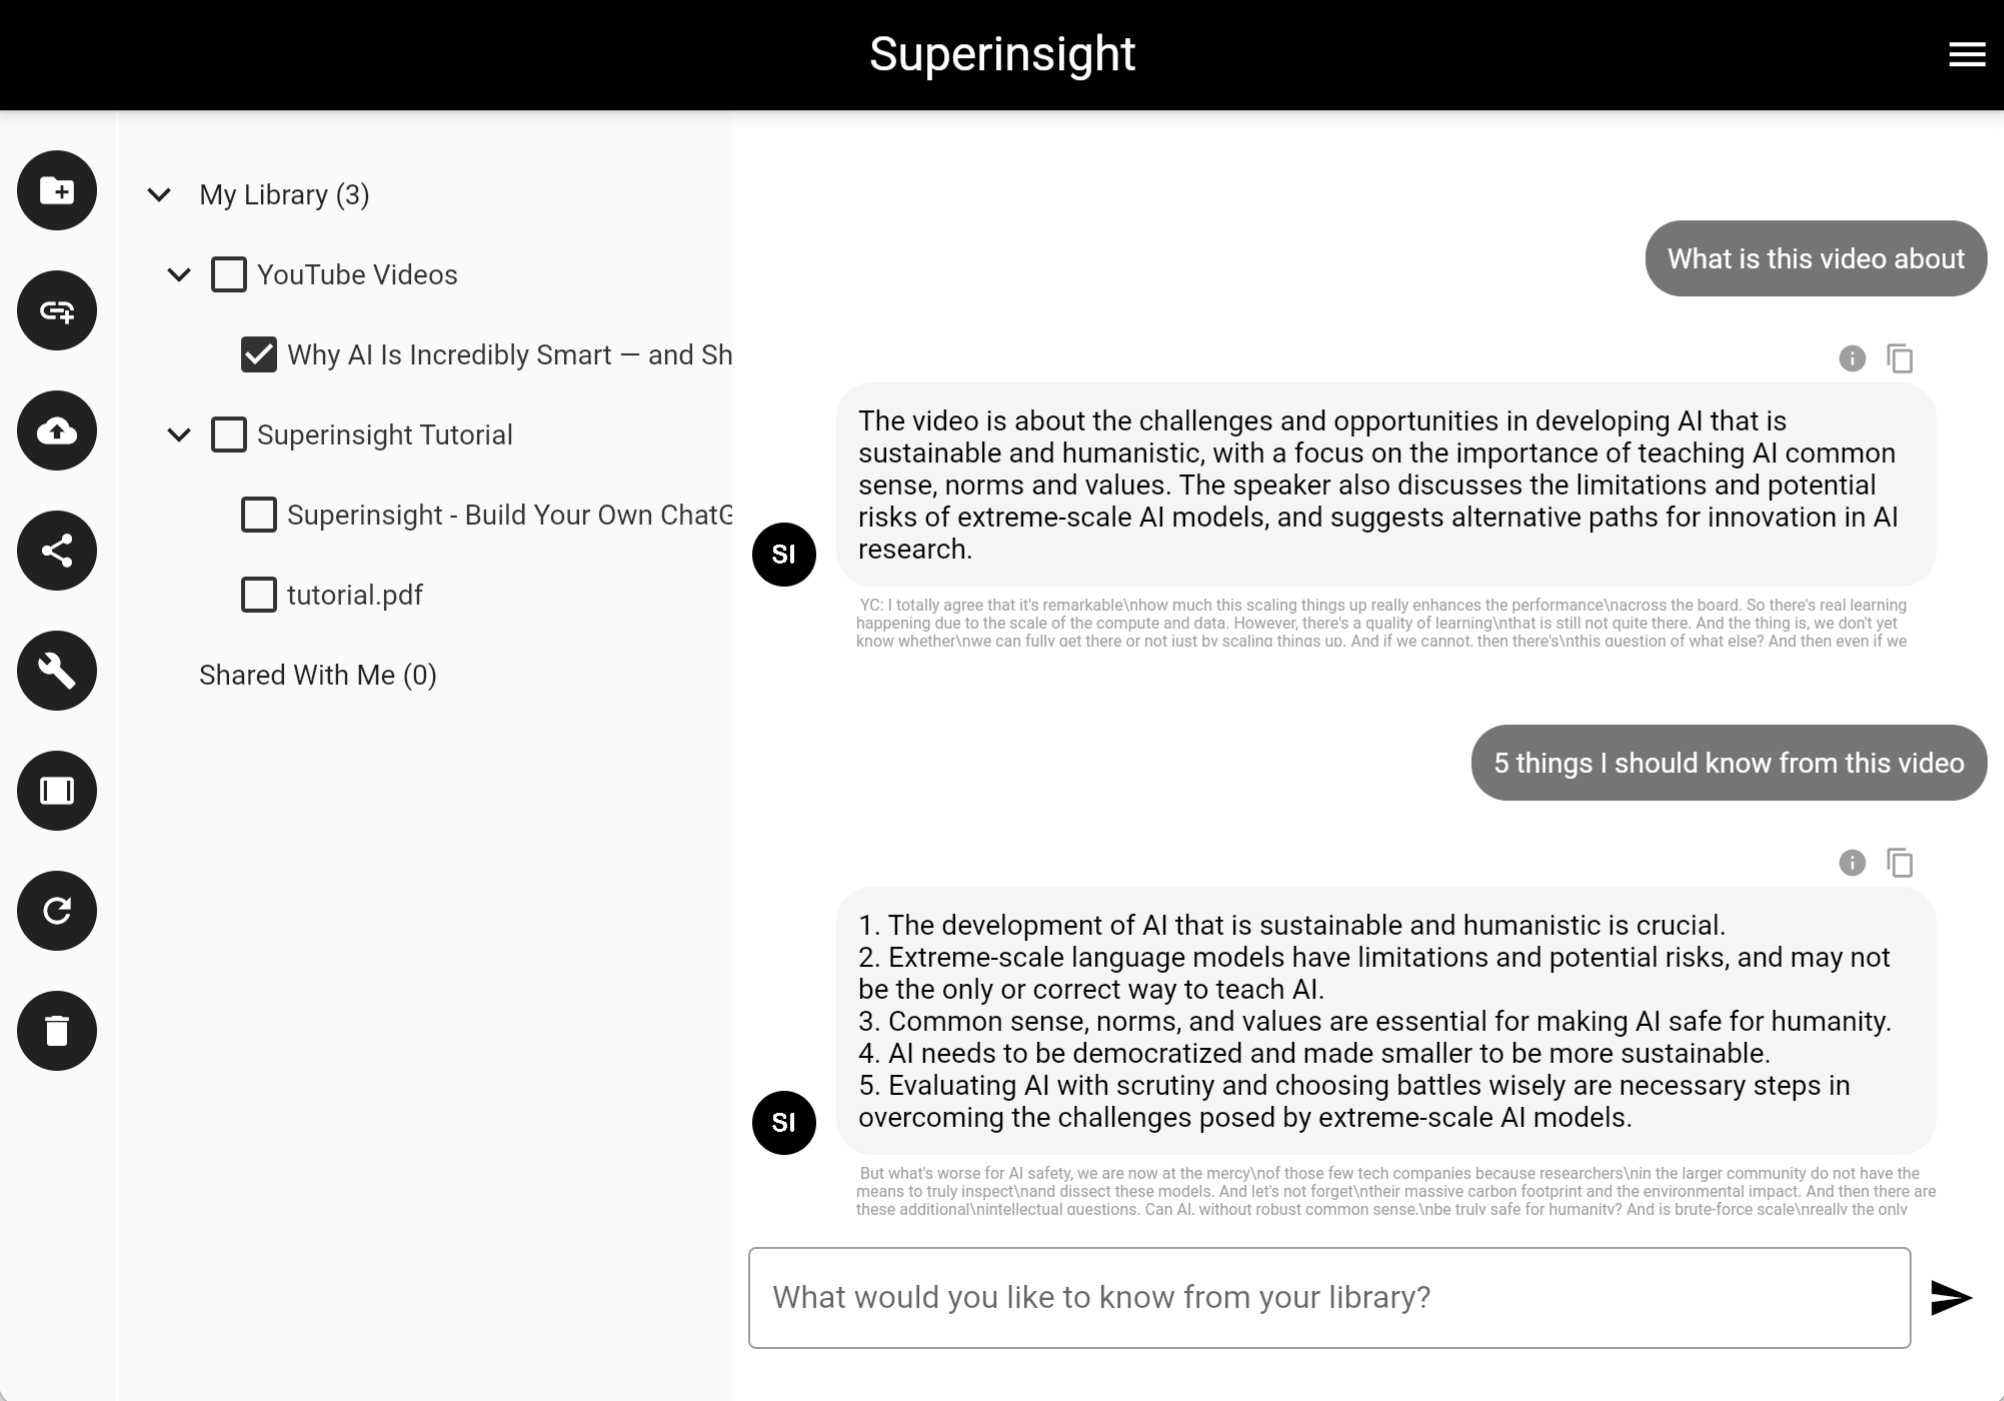 Superinsight
My Library (3)
YouTube Videos
Why AI Is Incredibly Smart — and Sh
Superinsight Tutorial
Superinsight - Build Your Own ChatG
tutorial.pdf
Shared With Me (0)
What is this video about
The video is about the challenges and opportunities in developing AI that is
sustainable and humanistic, with a focus on the importance of teaching AI common
sense, norms and values. The speaker also discusses the limitations and potential
risks of extreme-scale AI models, and suggests alternative paths for innovation in AI
research.
SI
YC: I totally agree that it's remarkable\nhow much this scaling things up really enhances the performance\nacross the board. So there's real learning
happening due to the scale of the compute and data. However, there's a quality of learning\nthat is still not quite there. And the thing is, we don't yet
know whether\nwe can fully get there or not just by scaling things up. And if we cannot, then there's\nthis question of what else? And then even if we
5 things I should know from this video
1. The development of AI that is sustainable and humanistic is crucial.
2. Extreme-scale language models have limitations and potential risks, and may not
be the only or correct way to teach AI.
3. Common sense, norms, and values are essential for making AI safe for humanity.
4. AI needs to be democratized and made smaller to be more sustainable.
5. Evaluating AI with scrutiny and choosing battles wisely are necessary steps in
overcoming the challenges posed by extreme-scale AI models.
SI
But what's worse for AI safety, we are now at the mercy\nof those few tech companies because researchers\nin the larger community do not have the
means to truly inspect\nand dissect these models. And let's not forget\ntheir massive carbon footprint and the environmental impact. And then there are
these additional\nintellectual questions. Can AI, without robust common sense,\nbe truly safe for humanity? And is brute-force scale\nreally the only
What would you like to know from your library?